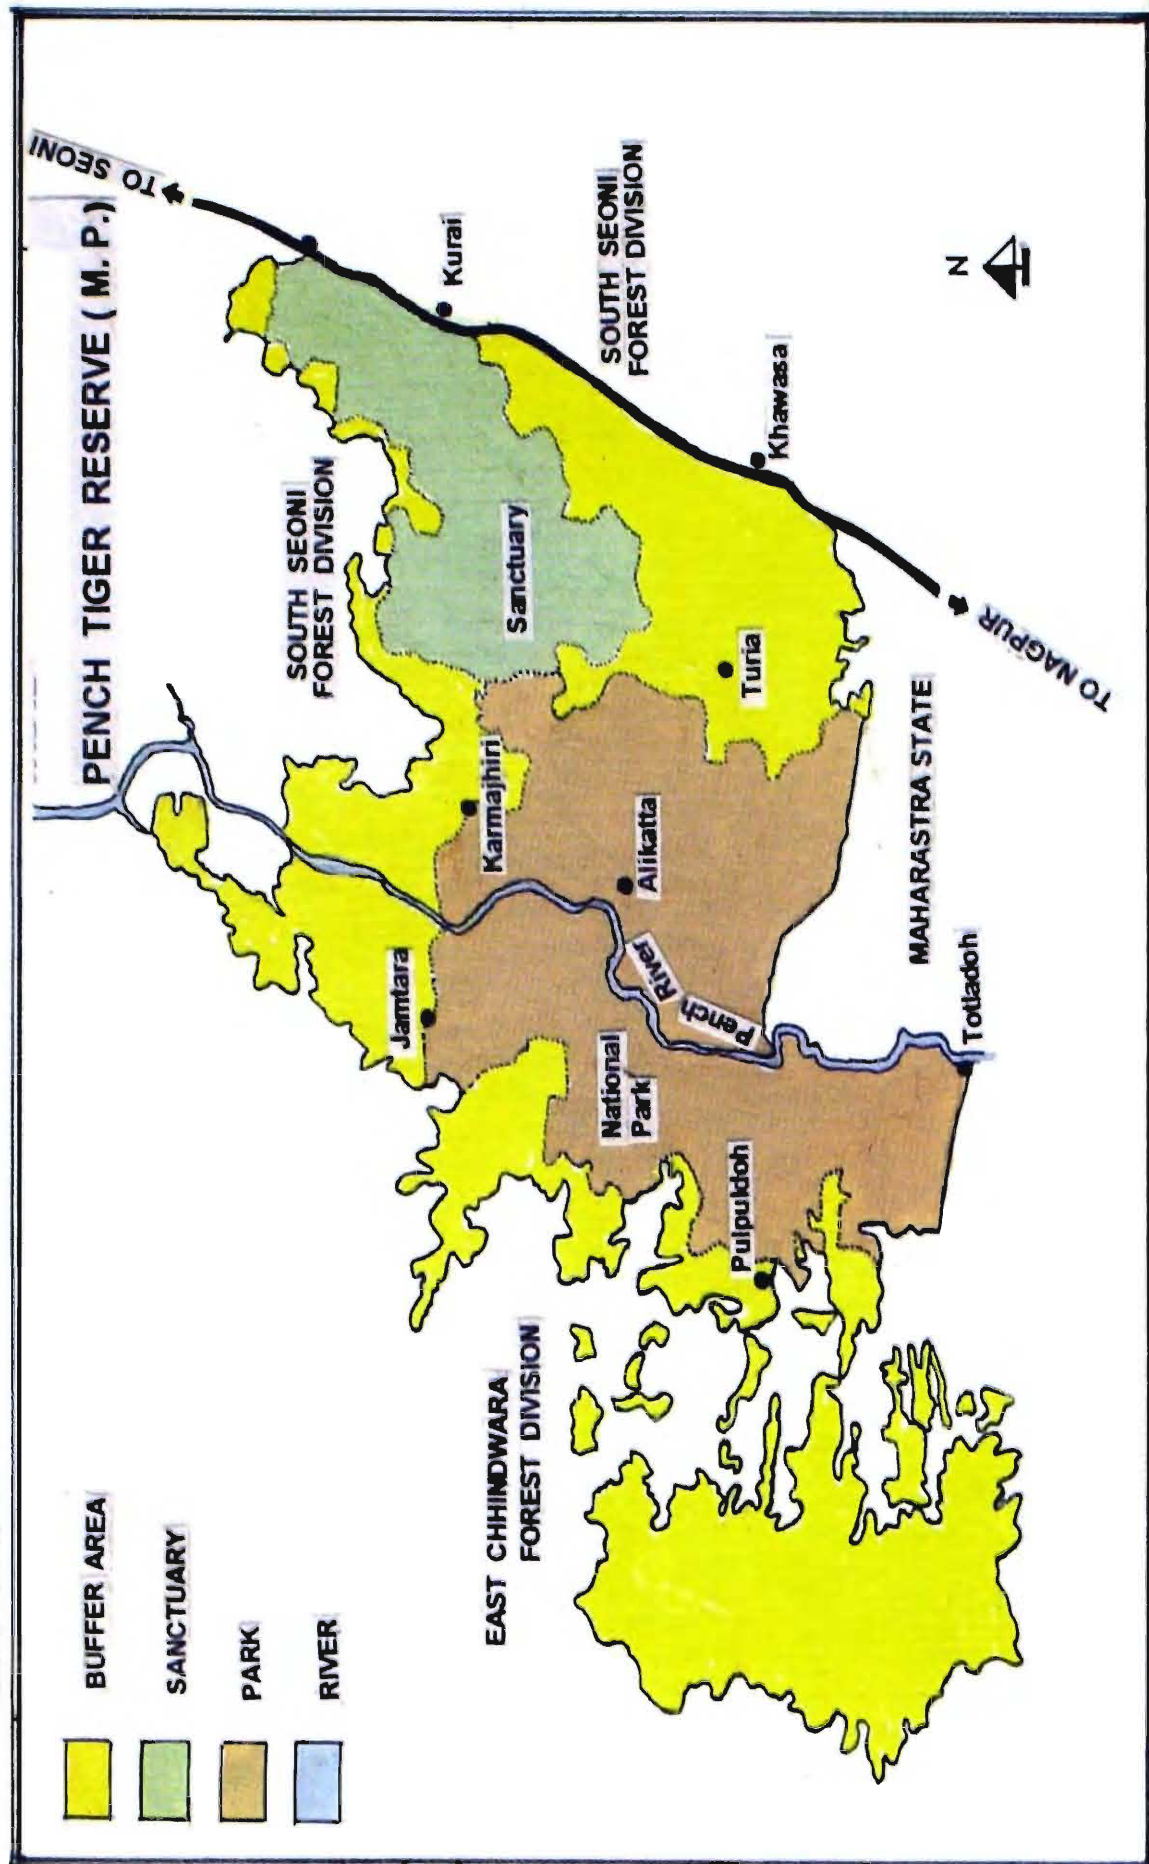 PENCH TIGER RESERVE ( M. P.)
TO SEONI
BUFFER AREA
SANCTUARY
PARK
RIVER
SOUTH SEONI
FOREST DIVISION
Kurai
Jamtara
Karmajhiri
Sanctuary
SOUTH SEONI
FOREST DIVISION
EAST CHHINDWARA
FOREST DIVISION
National
Park
Pench River
Alikatta
Pulpuldoh
Turia
Khawasa
MAHARASTRA STATE
Totladoh
TO NAGPUR
N